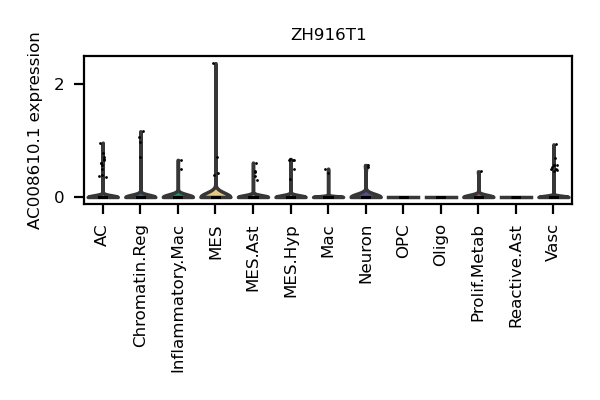 ZH916T1
AC008610.1 expression
2
0
AC
Chromatin.Reg
Inflammatory.Mac
MES
MES.Ast
MES.Hyp
Mac
Neuron
OPC
Oligo
Prolif.Metab
Reactive.Ast
Vasc